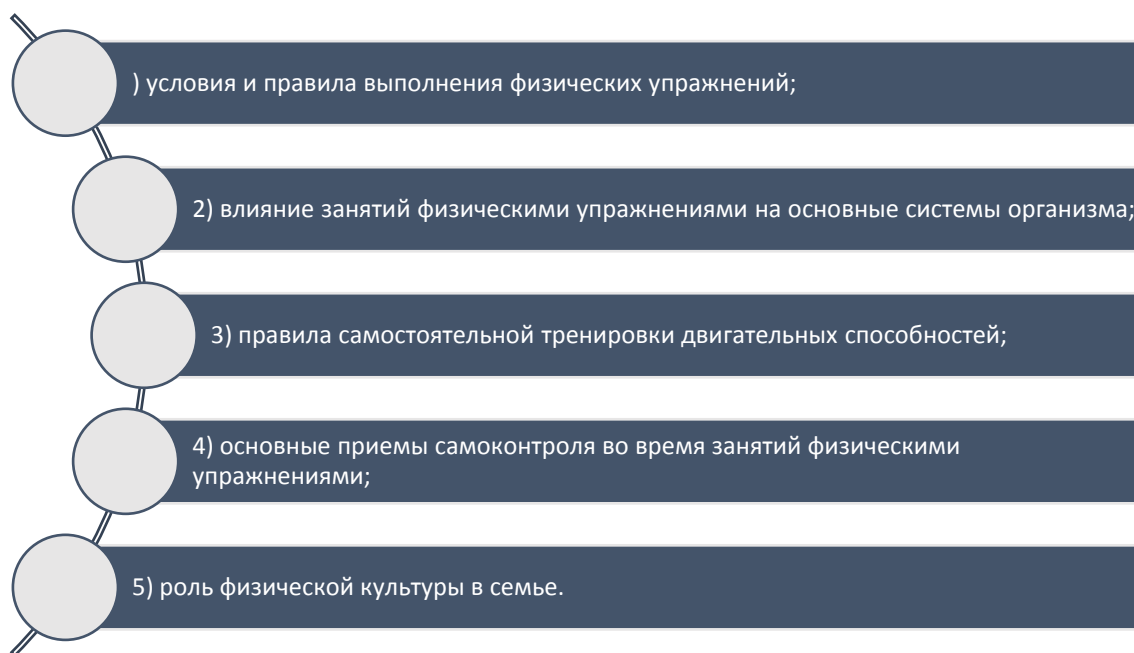 ) условия и правила выполнения физических упражнений;
2) влияние занятий физическими упражнениями на основные системы организма;
3) правила самостоятельной тренировки двигательных способностей;
4) основные приемы самоконтроля во время занятий физическими
упражнениями;
5) роль физической культуры в семье.